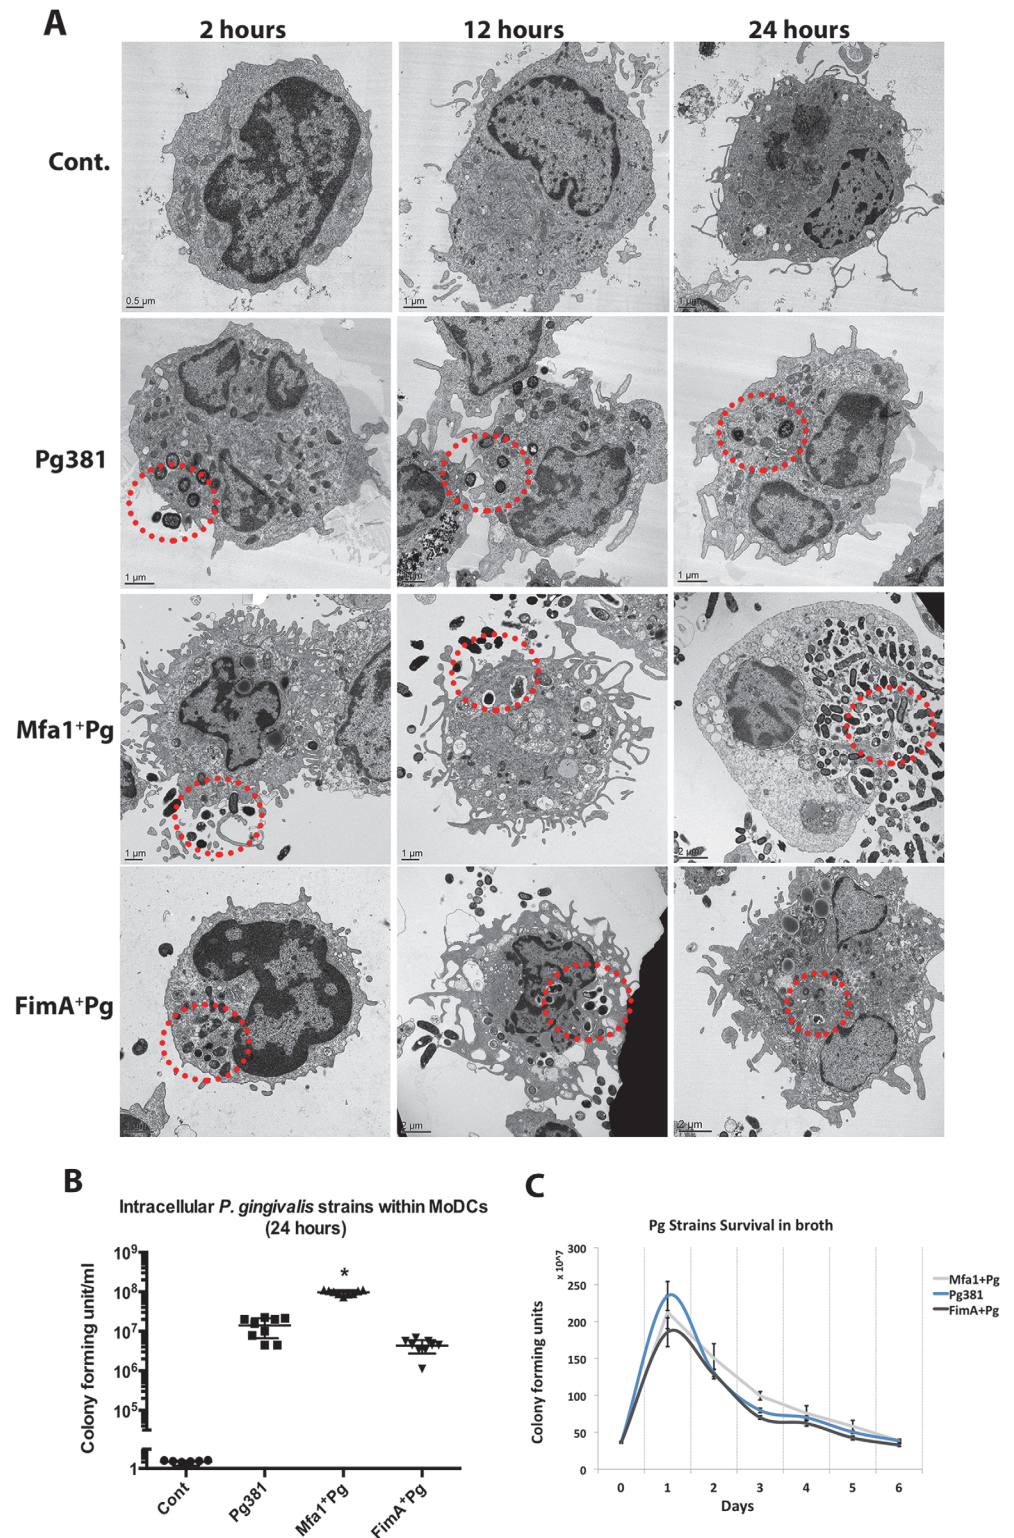 A
2 hours
12 hours
24 hours
Cont.
0.5 µm
1 µm
1 µm
Pg381
1 µm
1 µm
Mfa1⁺Pg
1 µm
1 µm
2 µm
FimA⁺Pg
2 µm
2 µm
B
Intracellular P. gingivalis strains within MoDCs
(24 hours)
Colony forming unit/ml
10⁹
10⁸
10⁷
10⁶
10⁵
1
*
Cont
Pg381
Mfa1⁺Pg
FimA⁺Pg
C
Pg Strains Survival in broth
x 10^7
Colony forming units
300
250
200
150
100
50
0
0 1 2 3 4 5 6
Days
Mfa1+Pg
Pg381
FimA+Pg